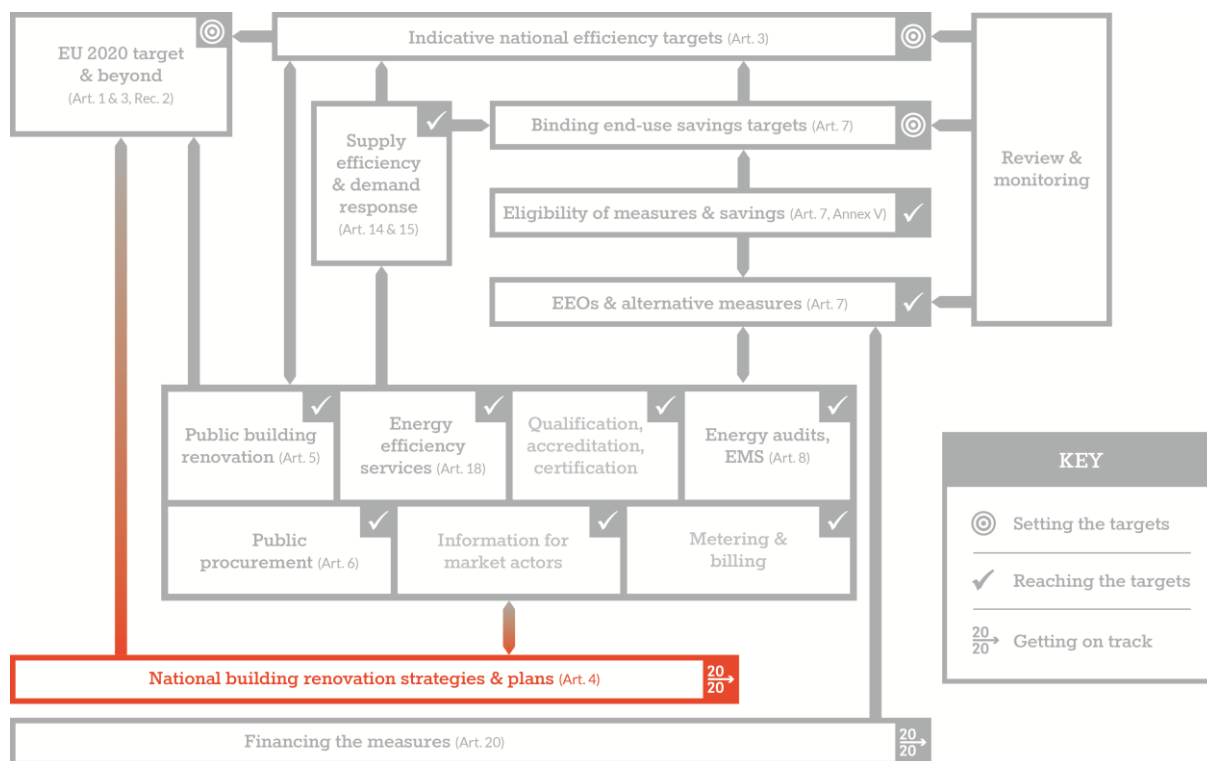 EU 2020 target
& beyond
(Art. 1 & 3, Rec. 2)
Indicative national efficiency targets (Art. 3)
Supply
efficiency
& demand
response
(Art. 14 & 15)
Binding end-use savings targets (Art. 7)
Eligibility of measures & savings (Art. 7, Annex V)
EEOs & alternative measures (Art. 7)
Review &
monitoring
Public building
renovation (Art. 5)
Energy
efficiency
services (Art. 18)
Qualification,
accreditation,
certification
Energy audits,
EMS (Art. 8)
Public
procurement (Art. 6)
Information for
market actors
Metering &
billing
National building renovation strategies & plans (Art. 4)
20
20
Financing the measures (Art. 20)
20
20
KEY
Setting the targets
Reaching the targets
20
20
Getting on track